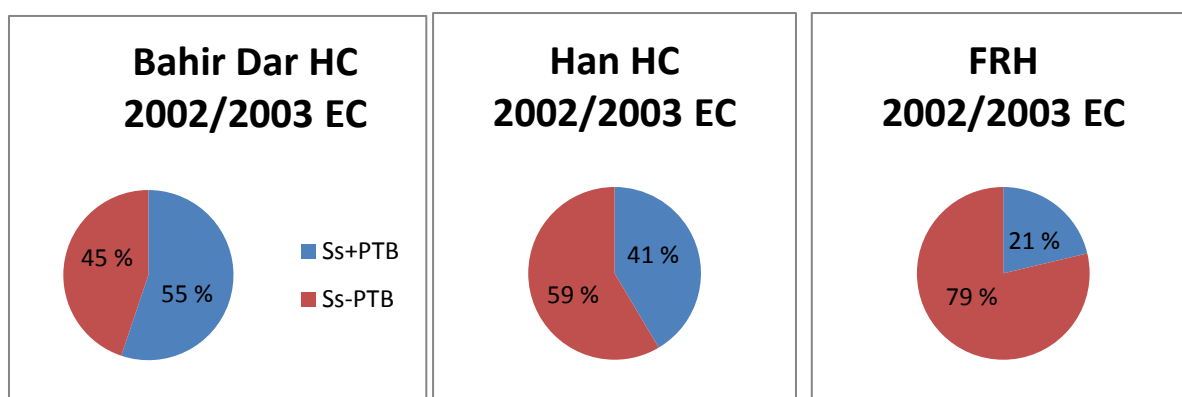 Bahir Dar HC
2002/2003 EC
45 %
55 %
Ss+PTB
Ss-PTB
Han HC
2002/2003 EC
41 %
59 %
FRH
2002/2003 EC
21 %
79 %